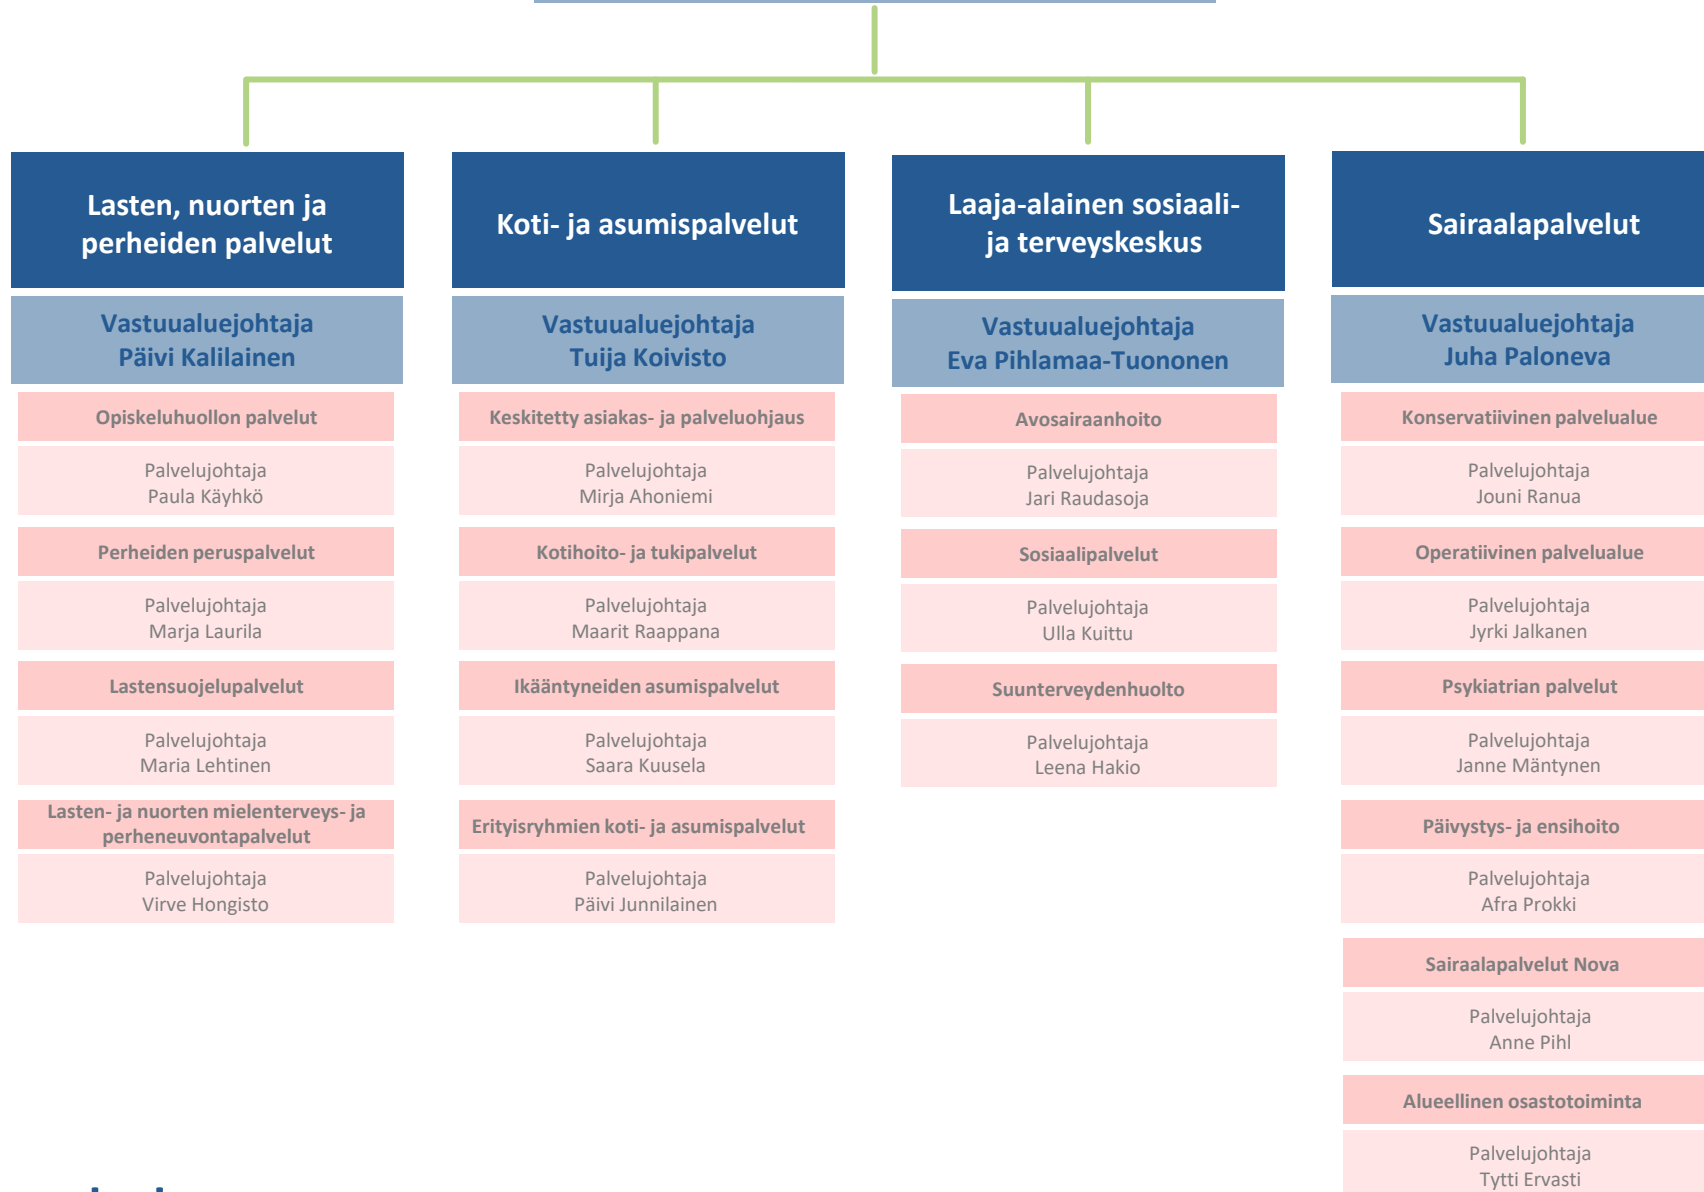 Lasten, nuorten ja
perheiden palvelut
Vastuualuejohtaja
Päivi Kalilainen
Opiskeluhuollon palvelut
Palvelujohtaja
Paula Käyhkö
Perheiden peruspalvelut
Palvelujohtaja
Marja Laurila
Lastensuojelupalvelut
Palvelujohtaja
Maria Lehtinen
Lasten- ja nuorten mielenterveys- ja
perheneuvontapalvelut
Palvelujohtaja
Virve Hongisto
Koti- ja asumispalvelut
Vastuualuejohtaja
Tuija Koivisto
Keskitetty asiakas- ja palveluohjaus
Palvelujohtaja
Mirja Ahoniemi
Kotihoito- ja tukipalvelut
Palvelujohtaja
Maarit Raappana
Ikääntyneiden asumispalvelut
Palvelujohtaja
Saara Kuusela
Erityisryhmien koti- ja asumispalvelut
Palvelujohtaja
Päivi Junnilainen
Laaja-alainen sosiaali-
ja terveyskeskus
Vastuualuejohtaja
Eva Pihlamaa-Tuononen
Avosairaanhoito
Palvelujohtaja
Jari Raudasoja
Sosiaalipalvelut
Palvelujohtaja
Ulla Kuittu
Suunterveydenhuolto
Palvelujohtaja
Leena Hakio
Sairaalapalvelut
Vastuualuejohtaja
Juha Paloneva
Konservatiivinen palvelualue
Palvelujohtaja
Jouni Ranua
Operatiivinen palvelualue
Palvelujohtaja
Jyrki Jalkanen
Psykiatrian palvelut
Palvelujohtaja
Janne Mäntynen
Päivystys- ja ensihoito
Palvelujohtaja
Afra Prokki
Sairaalapalvelut Nova
Palvelujohtaja
Anne Pihl
Alueellinen osastotoiminta
Palvelujohtaja
Tytti Ervasti